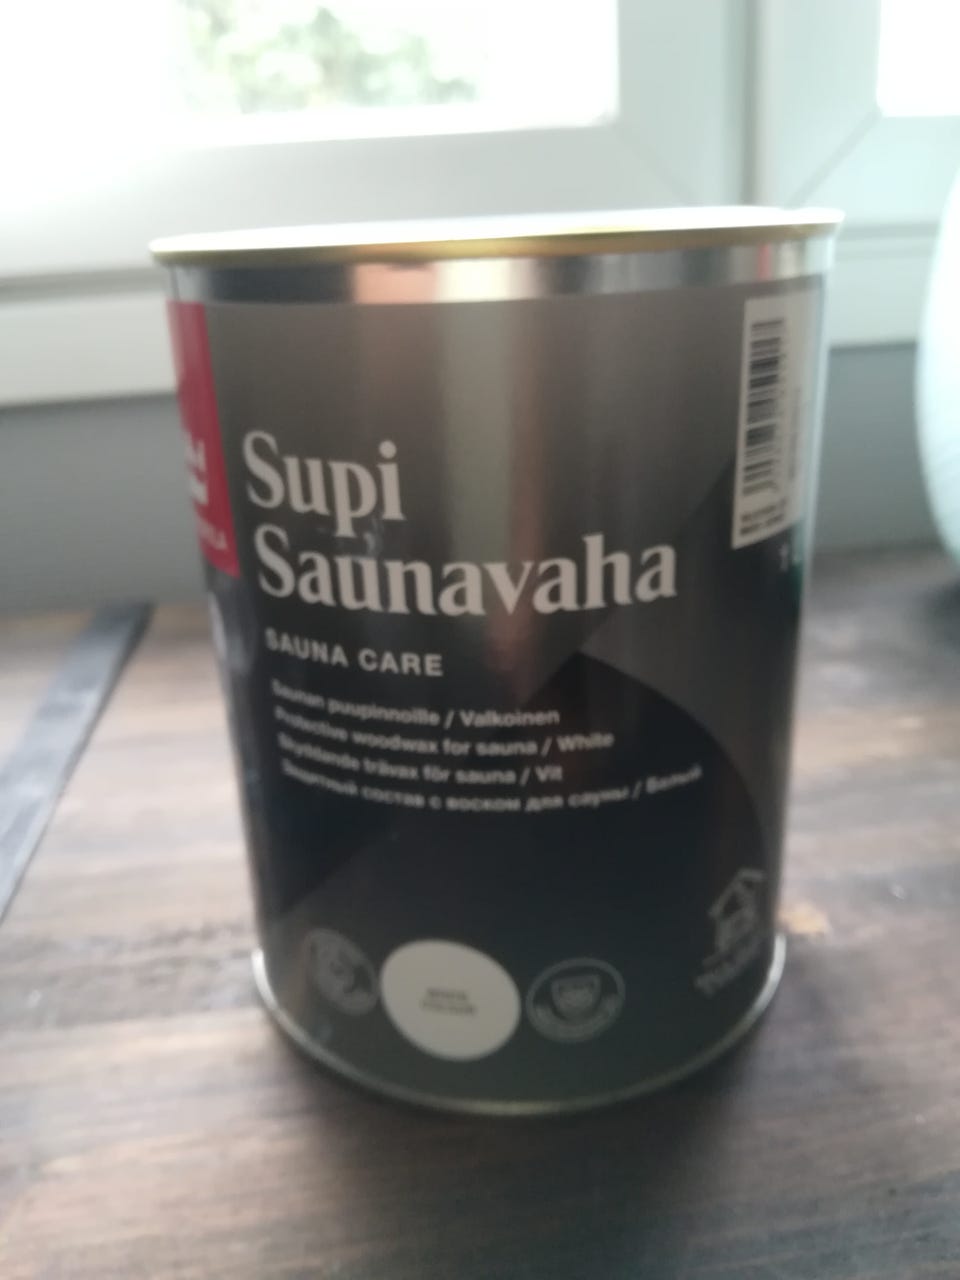 Supi
Saunavaha
SAUNA CARE
Saunan puupinnoille / Valkoinen
Protective woodwax for sauna / White
Skyddande trävax för sauna / Vit
Защитный состав с воском для сауны / Белый